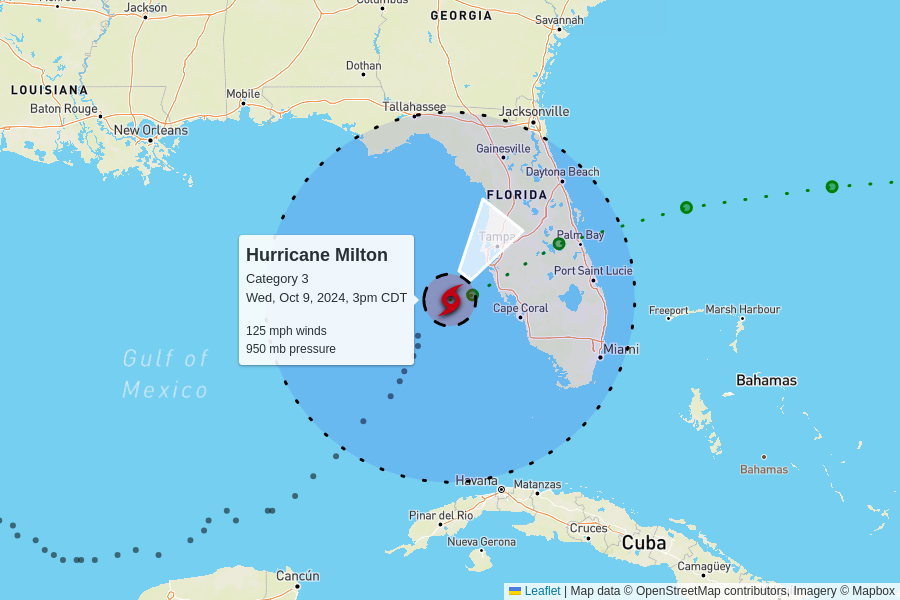 Columbus
GEORGIA
Jackson
Savannah
Dothan
LOUISIANA
Mobile
Baton Rouge
Tallahassee
Jacksonville
New Orleans
Gainesville
Daytona Beach
FLORIDA
Tampa
Palm Bay
Hurricane Milton
Category 3
Wed, Oct 9, 2024, 3pm CDT
125 mph winds
950 mb pressure
Port Saint Lucie
Cape Coral
Freeport
Marsh Harbour
Miami
Gulf of
Mexico
Bahamas
Bahamas
Havana
Matanzas
Pinar del Río
Cruces
Nueva Gerona
Cuba
Camagüey
Cancún
Leaflet | Map data © OpenStreetMap contributors, Imagery © Mapbox